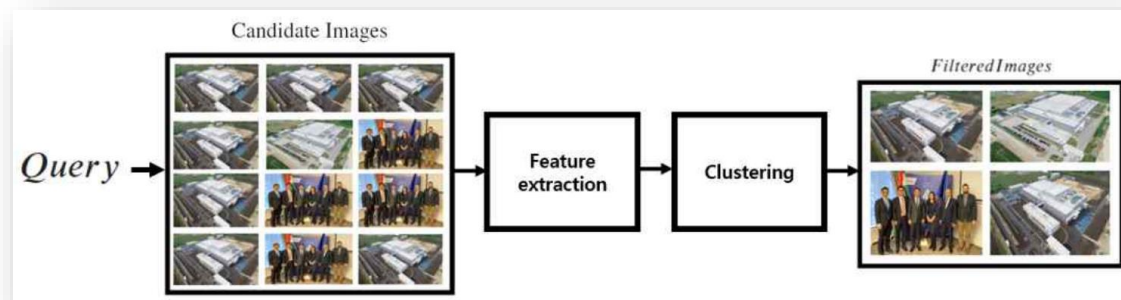 Candidate Images
FilteredImages
Query
Feature
extraction
Clustering